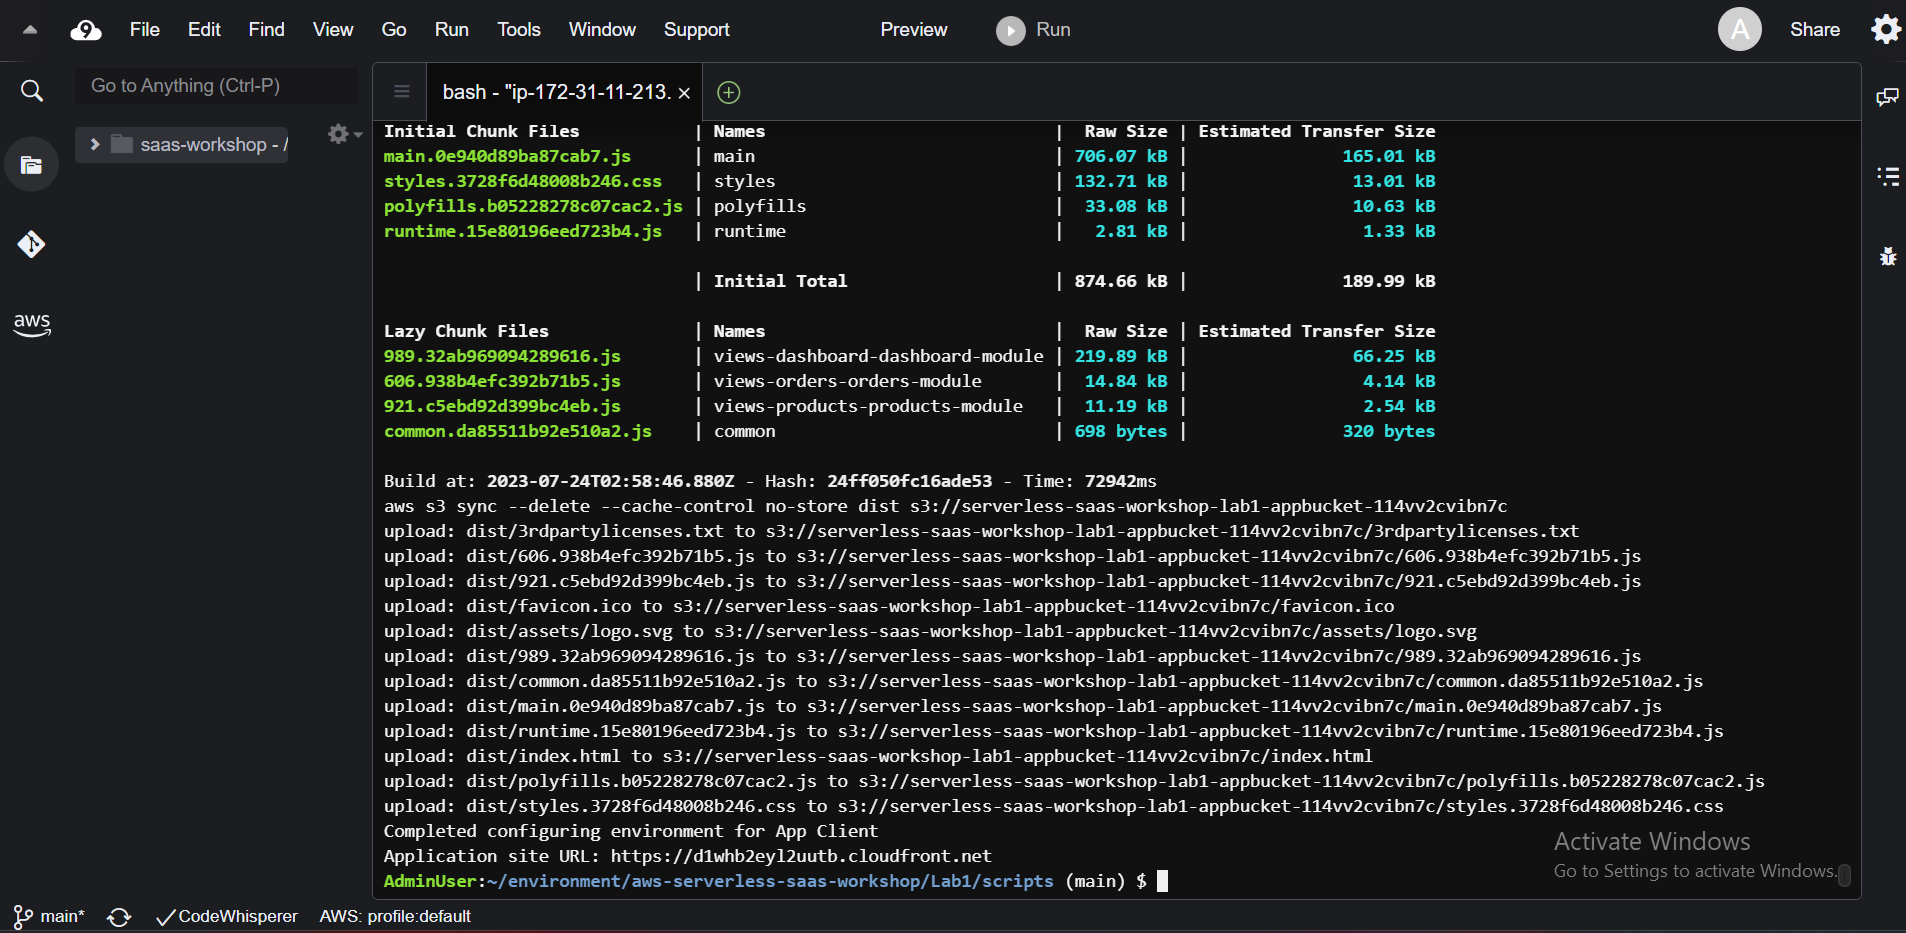 9 File Edit Find View Go Run Tools Window Support Preview Run A Share
Go to Anything (Ctrl-P)
bash - "ip-172-31-11-213. ×
saas-workshop - /
aws
Initial Chunk Files | Names | Raw Size | Estimated Transfer Size
main.0e940d89ba87cab7.js | main | 706.07 kB | 165.01 kB
styles.3728f6d48008b246.css | styles | 132.71 kB | 13.01 kB
polyfills.b05228278c07cac2.js | polyfills | 33.08 kB | 10.63 kB
runtime.15e80196eed723b4.js | runtime | 2.81 kB | 1.33 kB
| Initial Total | 874.66 kB | 189.99 kB
Lazy Chunk Files | Names | Raw Size | Estimated Transfer Size
989.32ab969094289616.js | views-dashboard-dashboard-module | 219.89 kB | 66.25 kB
606.938b4efc392b71b5.js | views-orders-orders-module | 14.84 kB | 4.14 kB
921.c5ebd92d399bc4eb.js | views-products-products-module | 11.19 kB | 2.54 kB
common.da85511b92e510a2.js | common | 698 bytes | 320 bytes
Build at: 2023-07-24T02:58:46.880Z - Hash: 24ff050fc16ade53 - Time: 72942ms
aws s3 sync --delete --cache-control no-store dist s3://serverless-saas-workshop-lab1-appbucket-114vv2cvibn7c
upload: dist/3rdpartylicenses.txt to s3://serverless-saas-workshop-lab1-appbucket-114vv2cvibn7c/3rdpartylicenses.txt
upload: dist/606.938b4efc392b71b5.js to s3://serverless-saas-workshop-lab1-appbucket-114vv2cvibn7c/606.938b4efc392b71b5.js
upload: dist/921.c5ebd92d399bc4eb.js to s3://serverless-saas-workshop-lab1-appbucket-114vv2cvibn7c/921.c5ebd92d399bc4eb.js
upload: dist/favicon.ico to s3://serverless-saas-workshop-lab1-appbucket-114vv2cvibn7c/favicon.ico
upload: dist/assets/logo.svg to s3://serverless-saas-workshop-lab1-appbucket-114vv2cvibn7c/assets/logo.svg
upload: dist/989.32ab969094289616.js to s3://serverless-saas-workshop-lab1-appbucket-114vv2cvibn7c/989.32ab969094289616.js
upload: dist/common.da85511b92e510a2.js to s3://serverless-saas-workshop-lab1-appbucket-114vv2cvibn7c/common.da85511b92e510a2.js
upload: dist/main.0e940d89ba87cab7.js to s3://serverless-saas-workshop-lab1-appbucket-114vv2cvibn7c/main.0e940d89ba87cab7.js
upload: dist/runtime.15e80196eed723b4.js to s3://serverless-saas-workshop-lab1-appbucket-114vv2cvibn7c/runtime.15e80196eed723b4.js
upload: dist/index.html to s3://serverless-saas-workshop-lab1-appbucket-114vv2cvibn7c/index.html
upload: dist/polyfills.b05228278c07cac2.js to s3://serverless-saas-workshop-lab1-appbucket-114vv2cvibn7c/polyfills.b05228278c07cac2.js
upload: dist/styles.3728f6d48008b246.css to s3://serverless-saas-workshop-lab1-appbucket-114vv2cvibn7c/styles.3728f6d48008b246.css
Completed configuring environment for App Client
Application site URL: https://d1whb2eyl2uutb.cloudfront.net
AdminUser:~/environment/aws-serverless-saas-workshop/Lab1/scripts (main) $
Activate Windows
Go to Settings to activate Windows.
main* CodeWhisperer AWS: profile:default